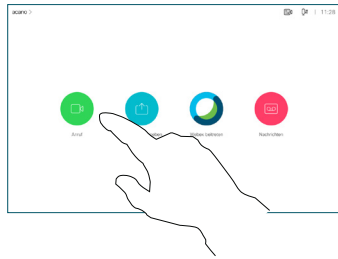 acano >
11:28
Anruf
Webex beitreten
Nachrichten